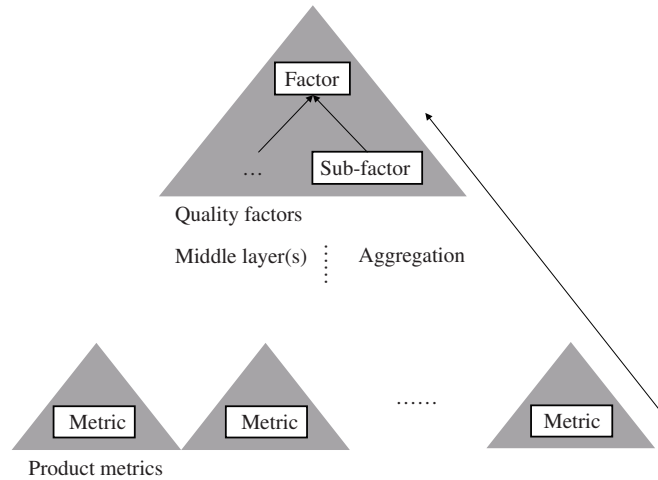 Factor
...
Sub-factor
Quality factors
Middle layer(s)
Aggregation
......
Metric
Metric
Metric
Product metrics